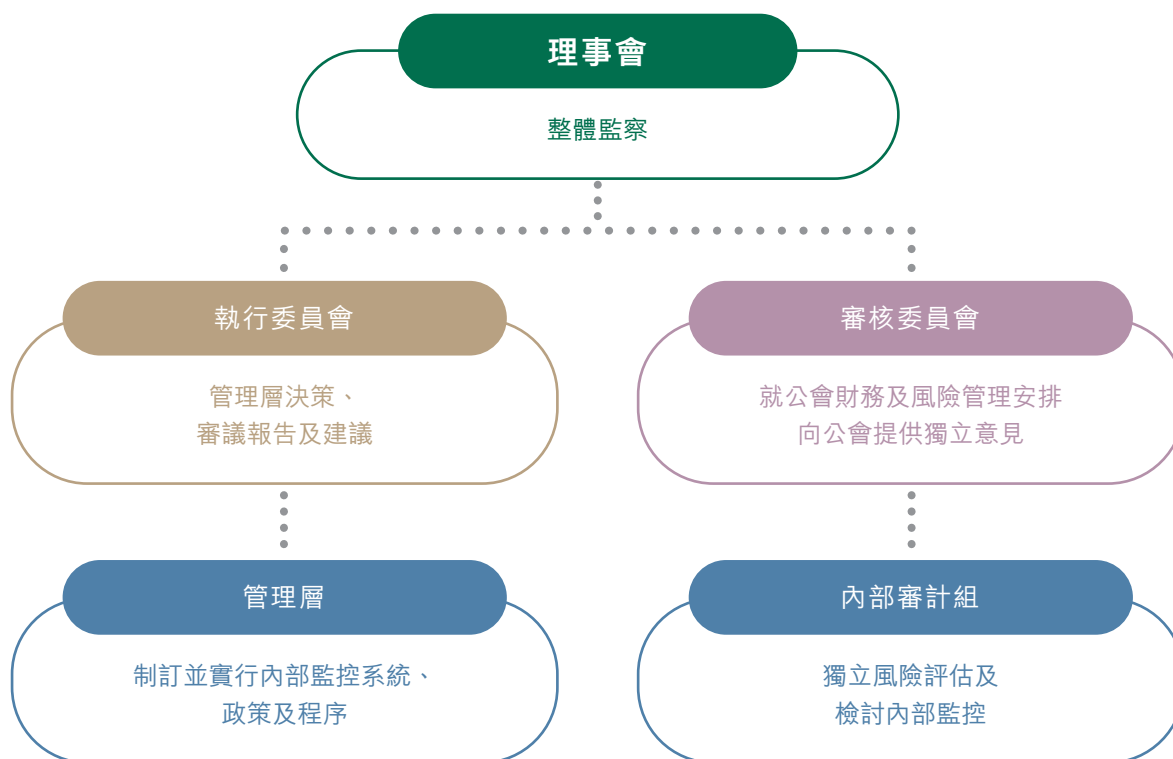 理事會
整體監察
執行委員會
管理層決策、
審議報告及建議
審核委員會
就公會財務及風險管理安排
向公會提供獨立意見
管理層
制訂並實行內部監控系統、
政策及程序
內部審計組
獨立風險評估及
檢討內部監控